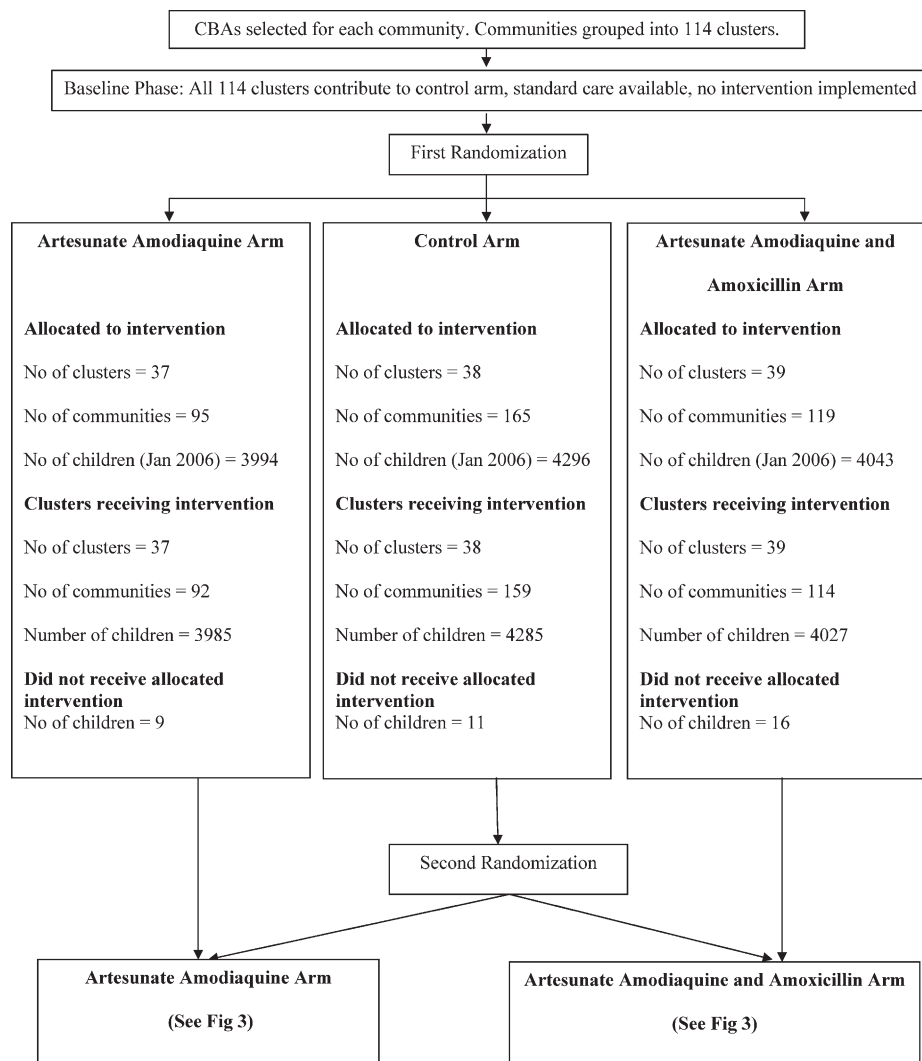 CBAs selected for each community. Communities grouped into 114 clusters.
Baseline Phase: All 114 clusters contribute to control arm, standard care available, no intervention implemented
First Randomization
Artesunate Amodiaquine Arm
Allocated to intervention
No of clusters = 37
No of communities = 95
No of children (Jan 2006) = 3994
Clusters receiving intervention
No of clusters = 37
No of communities = 92
Number of children = 3985
Did not receive allocated
intervention
No of children = 9
Control Arm
Allocated to intervention
No of clusters = 38
No of communities = 165
No of children (Jan 2006) = 4296
Clusters receiving intervention
No of clusters = 38
No of communities = 159
Number of children = 4285
Did not receive allocated
intervention
No of children = 11
Artesunate Amodiaquine and
Amoxicillin Arm
Allocated to intervention
No of clusters = 39
No of communities = 119
No of children (Jan 2006) = 4043
Clusters receiving intervention
No of clusters = 39
No of communities = 114
Number of children = 4027
Did not receive allocated
intervention
No of children = 16
Second Randomization
Artesunate Amodiaquine Arm
(See Fig 3)
Artesunate Amodiaquine and Amoxicillin Arm
(See Fig 3)